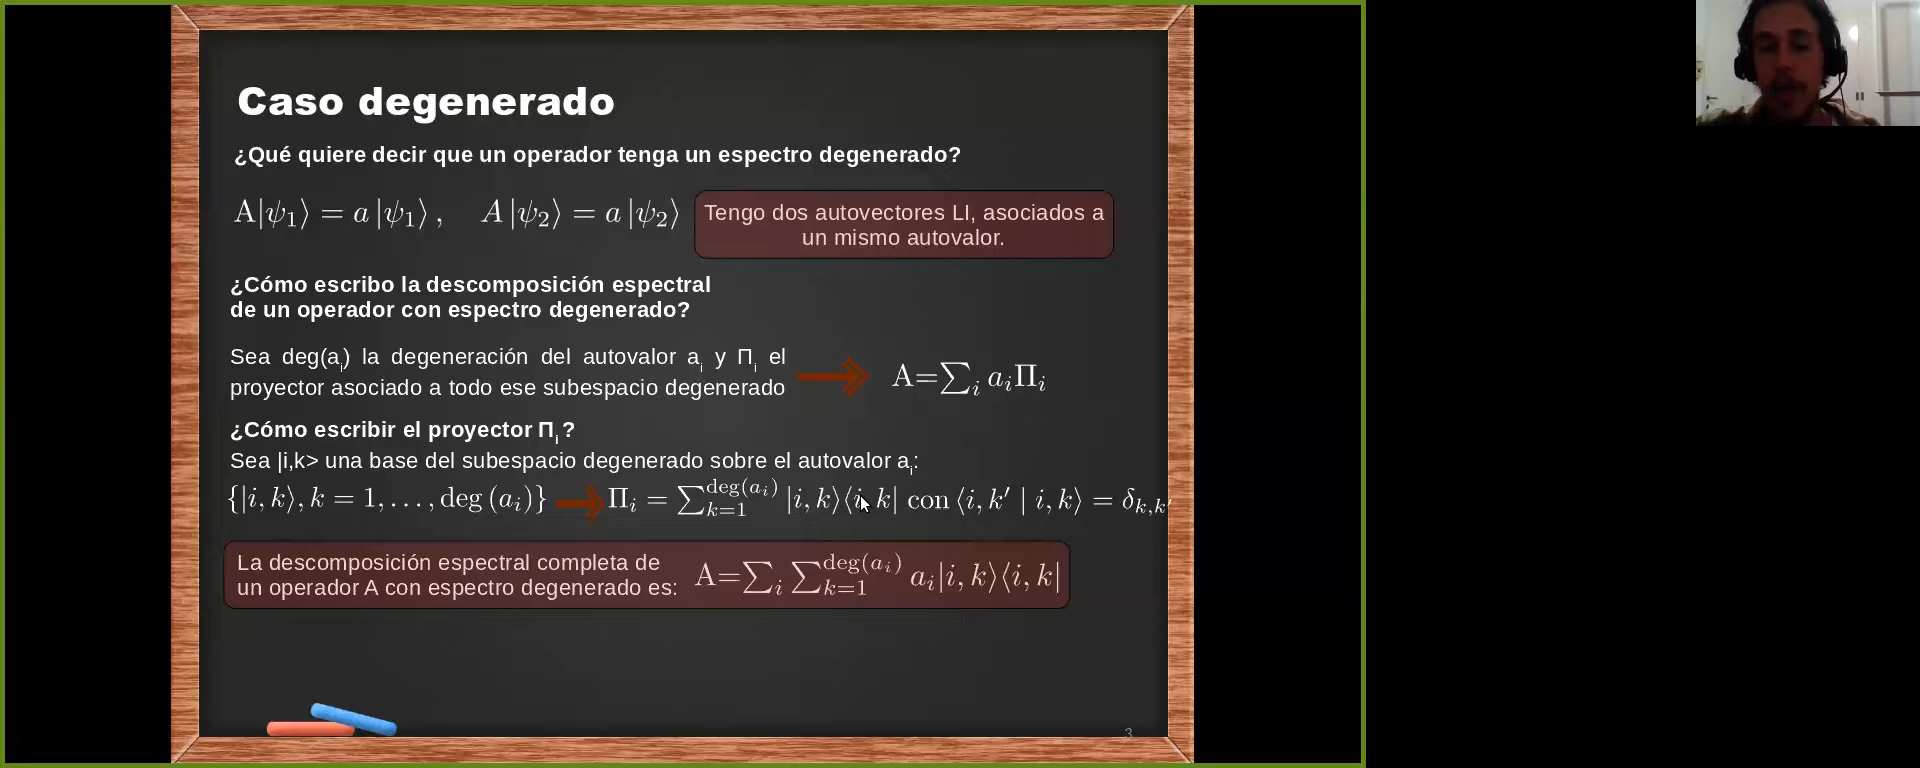 Caso degenerado
¿Qué quiere decir que un operador tenga un espectro degenerado?
A|ψ₁⟩ = a |ψ₁⟩ ,    A |ψ₂⟩ = a |ψ₂⟩
Tengo dos autovectores LI, asociados a
un mismo autovalor.
¿Cómo escribo la descomposición espectral
de un operador con espectro degenerado?
Sea deg(aᵢ) la degeneración del autovalor aᵢ y Πᵢ el
proyector asociado a todo ese subespacio degenerado
A=∑ᵢ aᵢΠᵢ
¿Cómo escribir el proyector Πᵢ?
Sea |i,k> una base del subespacio degenerado sobre el autovalor aᵢ:
{|i, k⟩, k = 1, . . . , deg (aᵢ)}
Πᵢ = ∑_{k=1}^{deg(aᵢ)} |i, k⟩⟨i, k| con ⟨i, k′ | i, k⟩ = δ_{k,k′}
La descomposición espectral completa de
un operador A con espectro degenerado es:
A=∑ᵢ ∑_{k=1}^{deg(aᵢ)} aᵢ|i, k⟩⟨i, k|
3